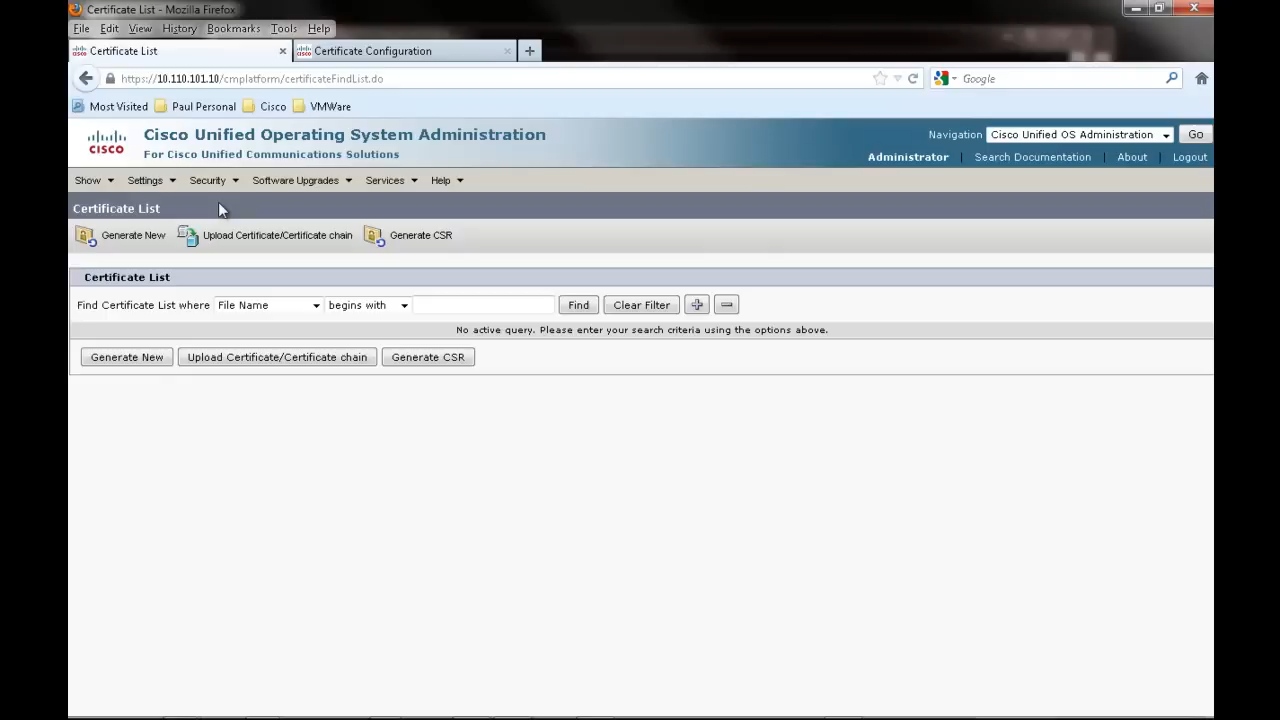 Certificate List - Mozilla Firefox
File Edit View History Bookmarks Tools Help
Certificate List × Certificate Configuration × +
https://10.110.101.10/cmplatform/certificateFindList.do Google
Most Visited Paul Personal Cisco VMWare
cisco Cisco Unified Operating System Administration Navigation Cisco Unified OS Administration Go
For Cisco Unified Communications Solutions Administrator | Search Documentation | About | Logout
Show Settings Security Software Upgrades Services Help
Certificate List
Generate New Upload Certificate/Certificate chain Generate CSR
Certificate List
Find Certificate List where File Name begins with Find Clear Filter
No active query. Please enter your search criteria using the options above.
Generate New Upload Certificate/Certificate chain Generate CSR